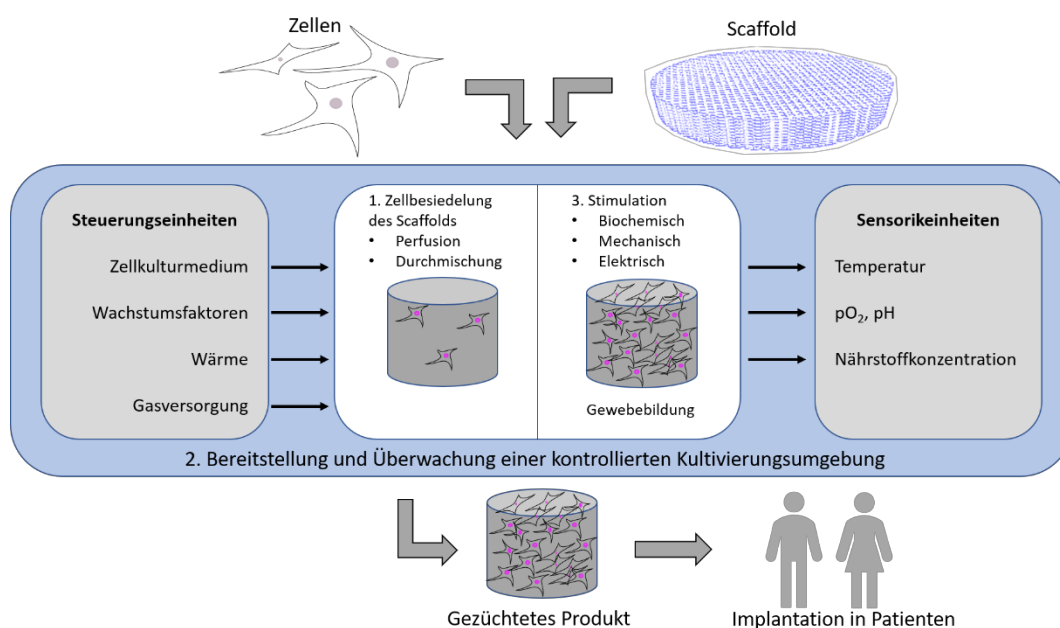 Zellen
Scaffold
Steuerungseinheiten
Zellkulturmedium
Wachstumsfaktoren
Wärme
Gasversorgung
1. Zellbesiedelung
des Scaffolds
• Perfusion
• Durchmischung
3. Stimulation
• Biochemisch
• Mechanisch
• Elektrisch
Gewebebildung
Sensorikeinheiten
Temperatur
pO₂, pH
Nährstoffkonzentration
2. Bereitstellung und Überwachung einer kontrollierten Kultivierungsumgebung
Gezüchtetes Produkt
Implantation in Patienten